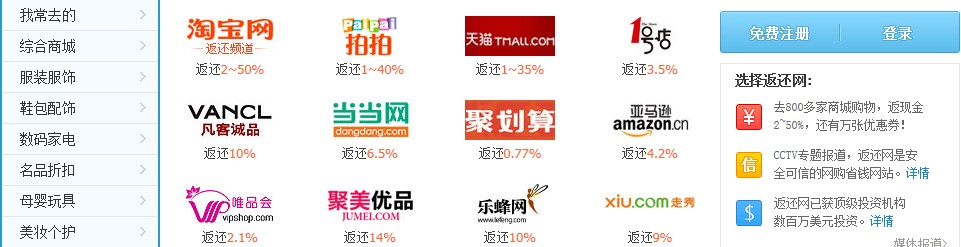 我常去的
综合商城
服装服饰
鞋包配饰
数码家电
名品折扣
母婴玩具
美妆个护
淘宝网
返还频道
返还2~50%
PaiPai
拍拍
返还1~40%
天猫 TMALL.COM
返还1~35%
The Store
1号店
返还3.5%
VANCL
凡客诚品
返还10%
当当网
dangdang.com
返还6.5%
聚划算
返还0.77%
亚马逊
amazon.cn
返还4.2%
唯品会
vipshop.com
返还2.1%
聚美优品
JUMEI.COM
返还14%
乐蜂网
www.lefeng.com
返还10%
xiu.com 走秀
返还9%
免费注册
登录
选择返还网:
¥
去800多家商城购物，返现金
2~50%，还有万张优惠券!
信
CCTV专题报道，返还网是安
全可信的网购省钱网站。详情
$
返还网已获顶级投资机构
数百万美元投资。详情
媒体报道>